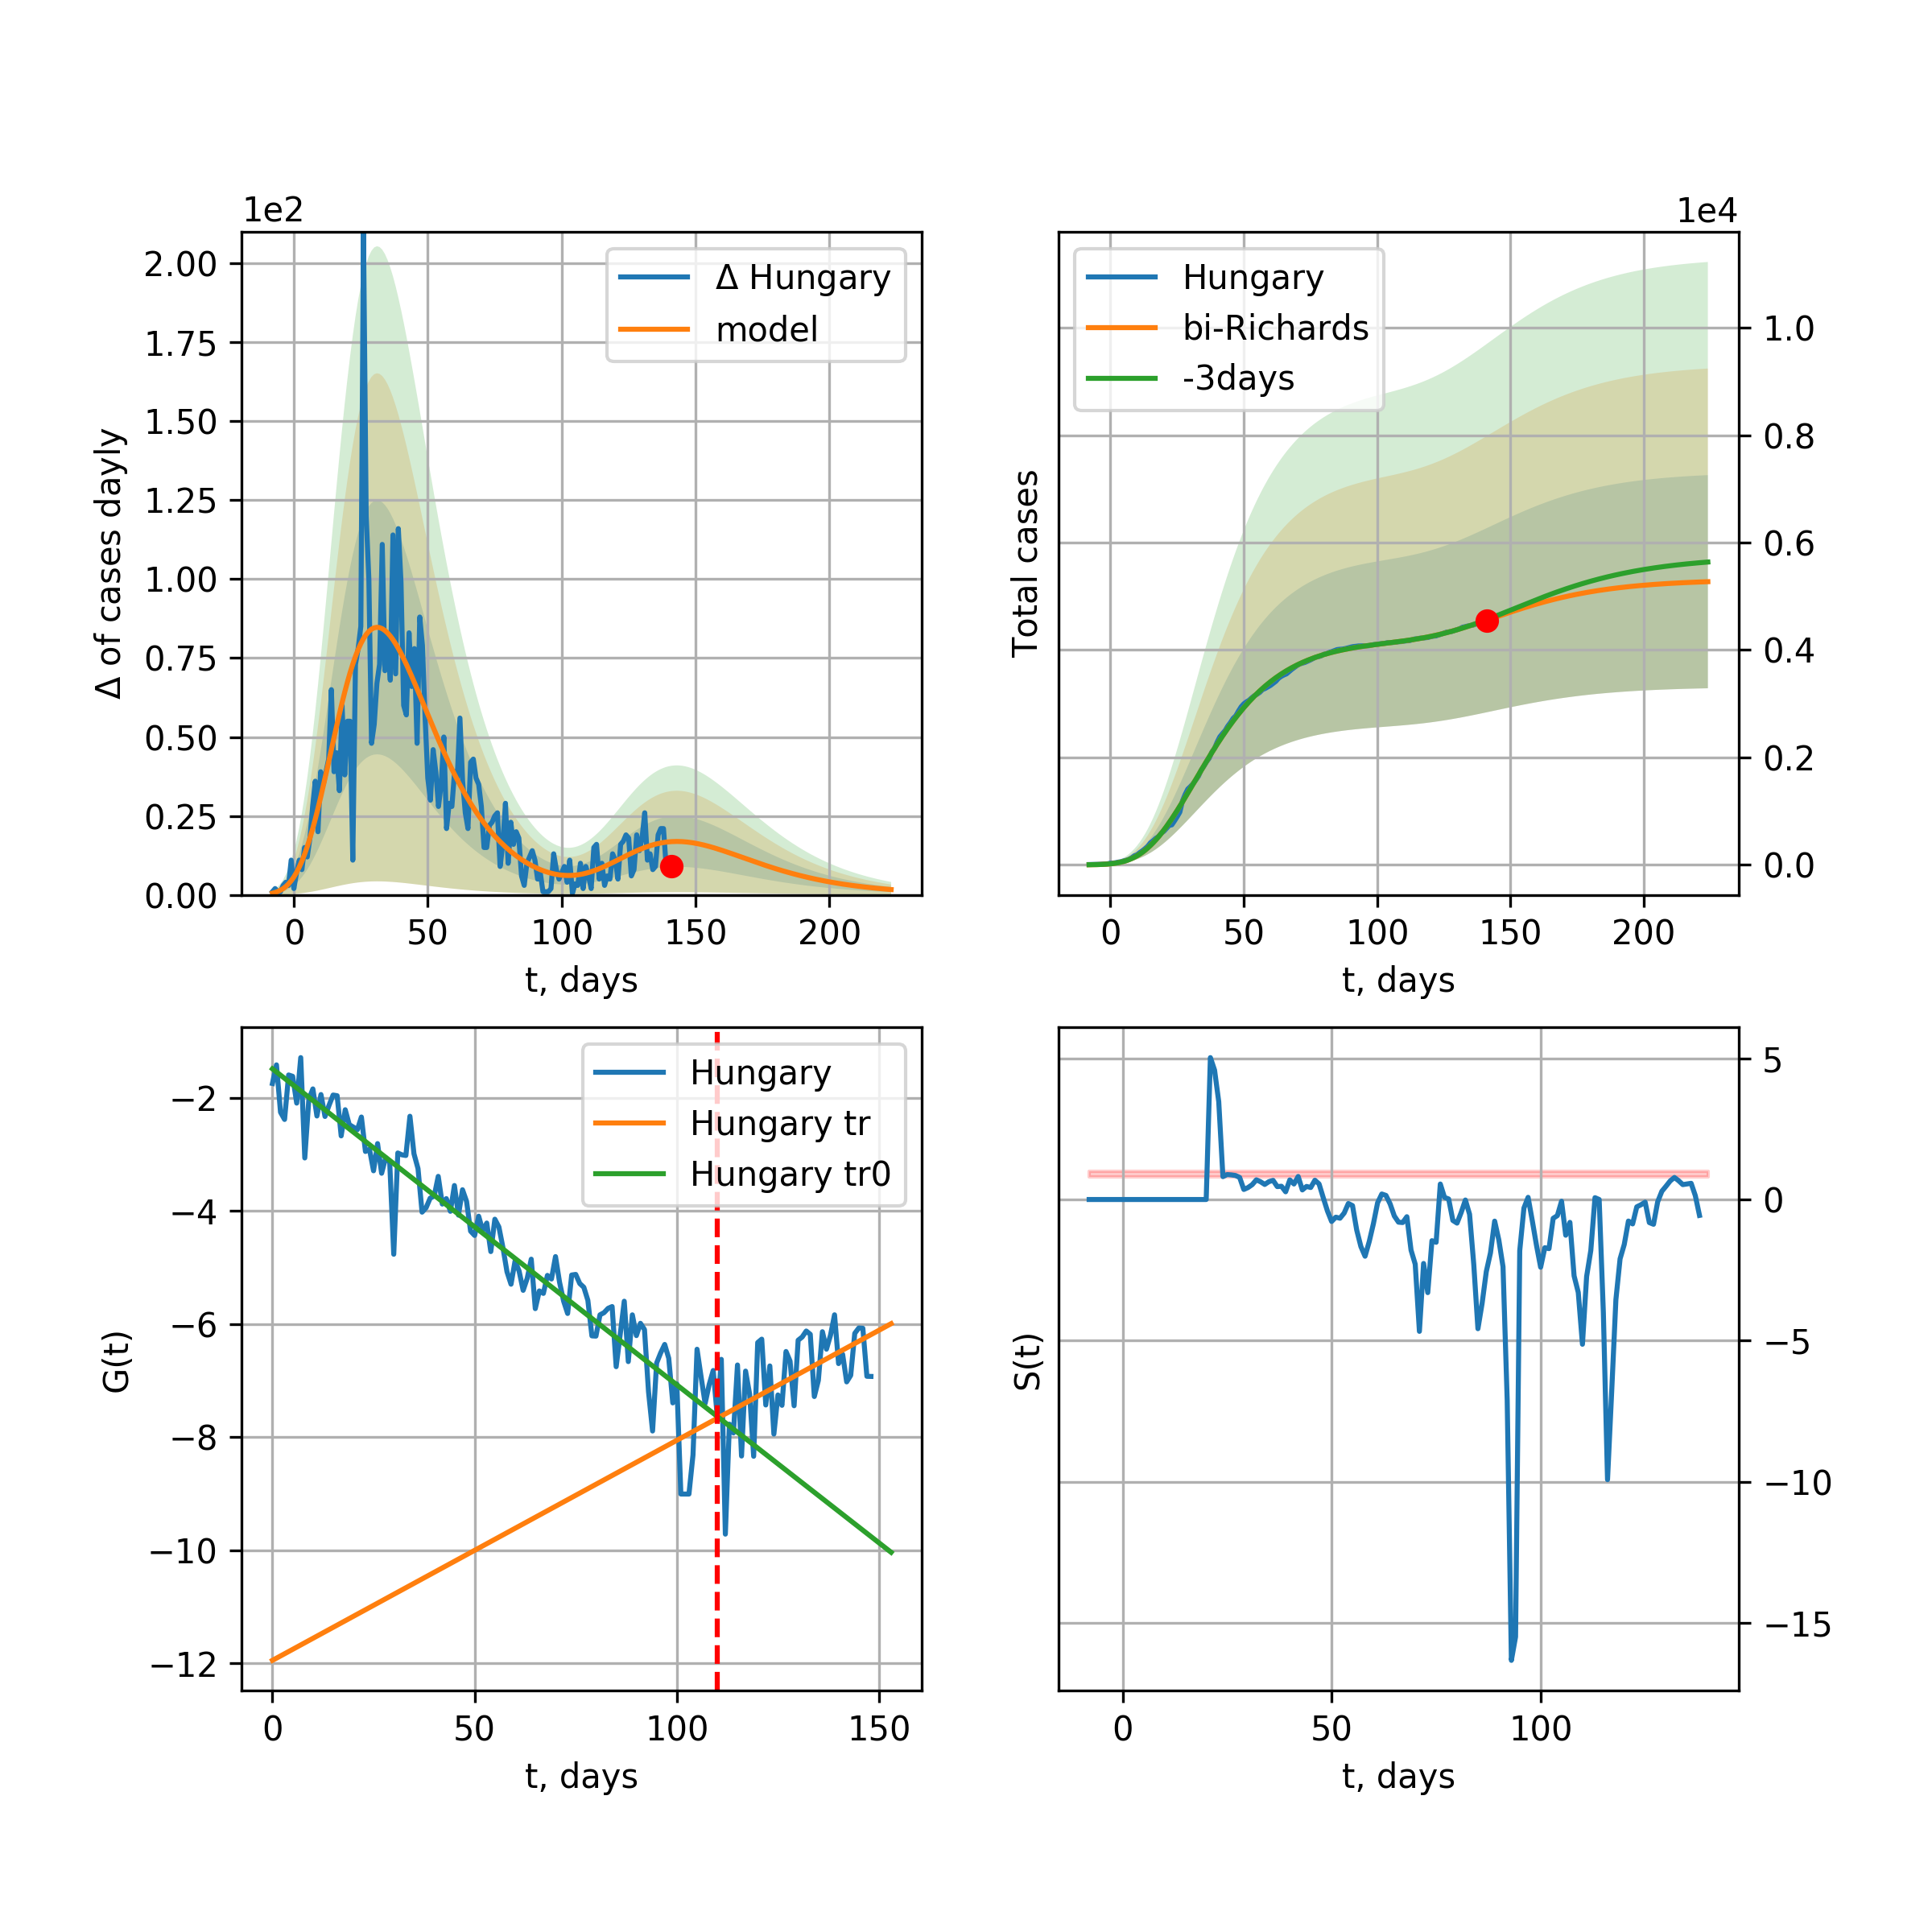 1e2
2.00
1.75
1.50
1.25
1.00
0.75
0.50
0.25
0.00
Δ of cases dayly
Δ Hungary
model
0 50 100 150 200
t, days
1e4
Hungary
bi-Richards
-3days
Total cases
1.0
0.8
0.6
0.4
0.2
0.0
0 50 100 150 200
t, days
−2
−4
−6
−8
−10
−12
G(t)
Hungary
Hungary tr
Hungary tr0
0 50 100 150
t, days
S(t)
5
0
−5
−10
−15
0 50 100
t, days